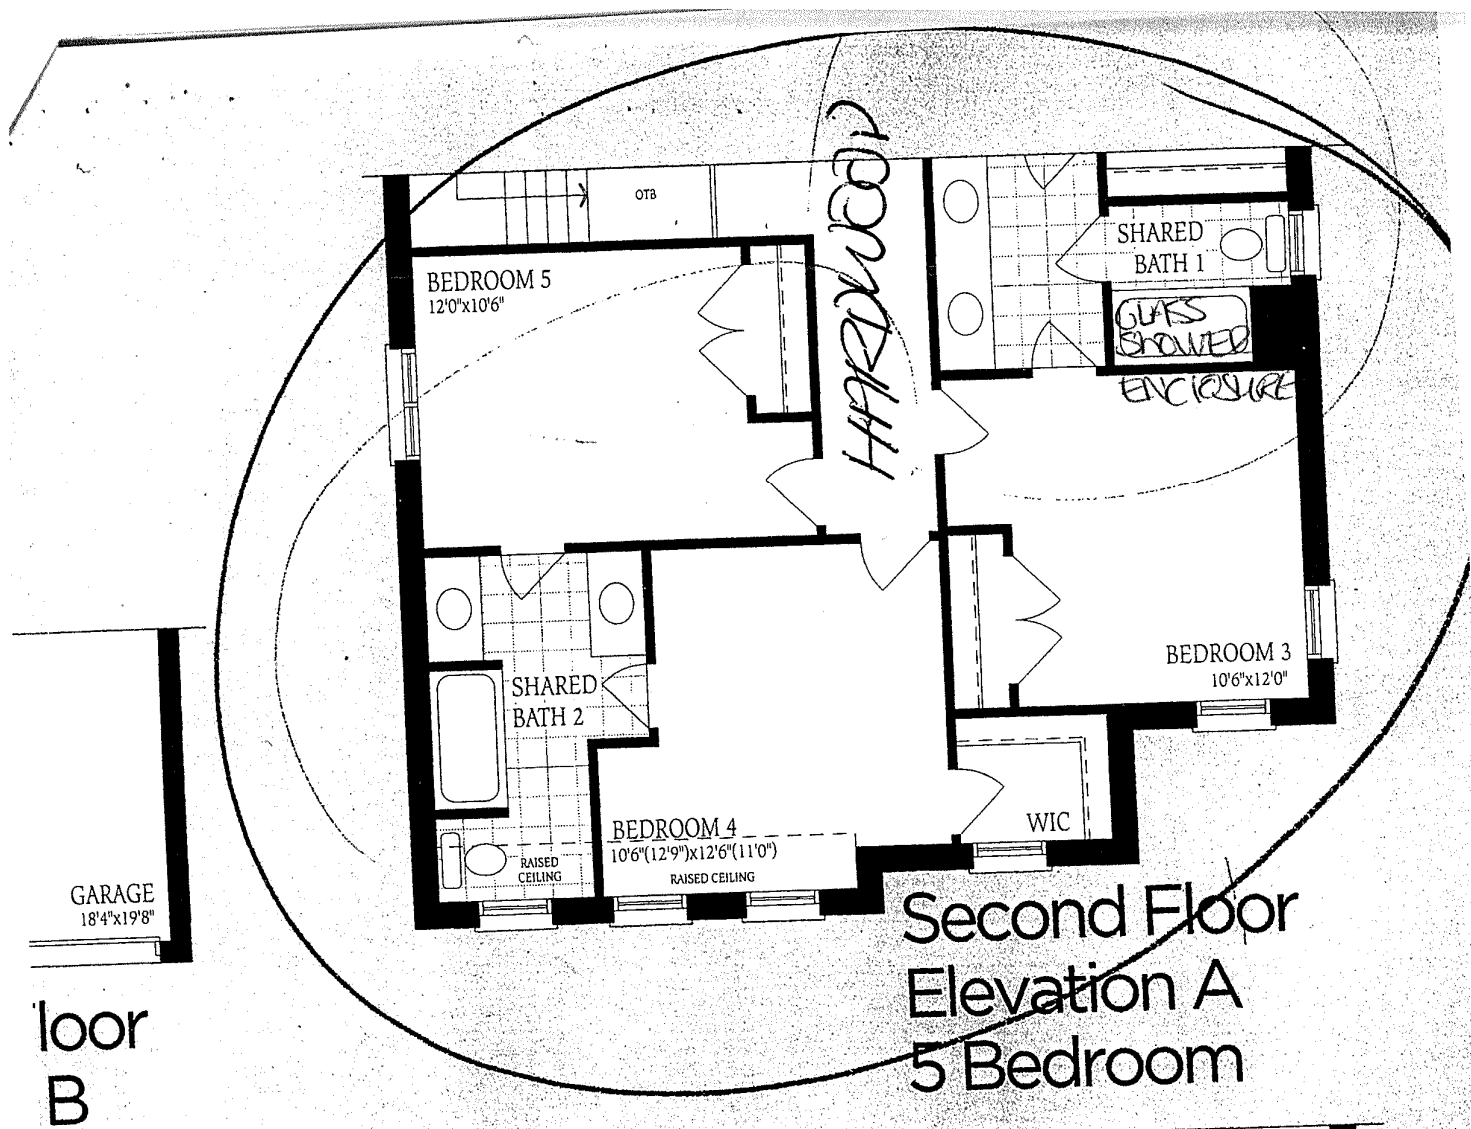 OTB
HARDWOOD
SHARED
BATH 1
BEDROOM 5
12'0"x10'6"
GLASS
SHOWER
ENCLOSURE
SHARED
BATH 2
BEDROOM 3
10'6"x12'0"
BEDROOM 4
10'6"(12'9")x12'6"(11'0")
RAISED CEILING
RAISED
CEILING
WIC
GARAGE
18'4"x19'8"
loor
B
Second Floor
Elevation A
5 Bedroom